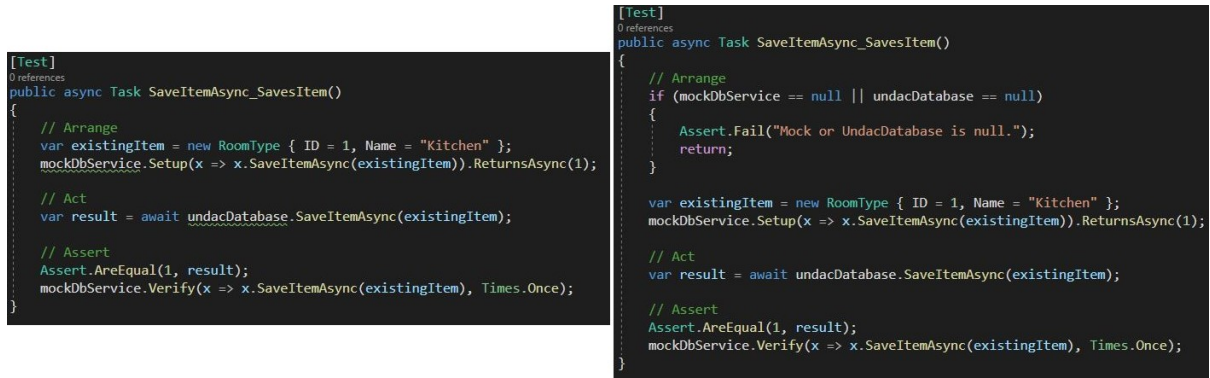 [Test]
0 references
public async Task SaveItemAsync_SavesItem()
{
// Arrange
var existingItem = new RoomType { ID = 1, Name = "Kitchen" };
mockDbService.Setup(x => x.SaveItemAsync(existingItem)).ReturnsAsync(1);
// Act
var result = await undacDatabase.SaveItemAsync(existingItem);
// Assert
Assert.AreEqual(1, result);
mockDbService.Verify(x => x.SaveItemAsync(existingItem), Times.Once);
}
[Test]
0 references
public async Task SaveItemAsync_SavesItem()
{
// Arrange
if (mockDbService == null || undacDatabase == null)
{
Assert.Fail("Mock or UndacDatabase is null.");
return;
}
var existingItem = new RoomType { ID = 1, Name = "Kitchen" };
mockDbService.Setup(x => x.SaveItemAsync(existingItem)).ReturnsAsync(1);
// Act
var result = await undacDatabase.SaveItemAsync(existingItem);
// Assert
Assert.AreEqual(1, result);
mockDbService.Verify(x => x.SaveItemAsync(existingItem), Times.Once);
}